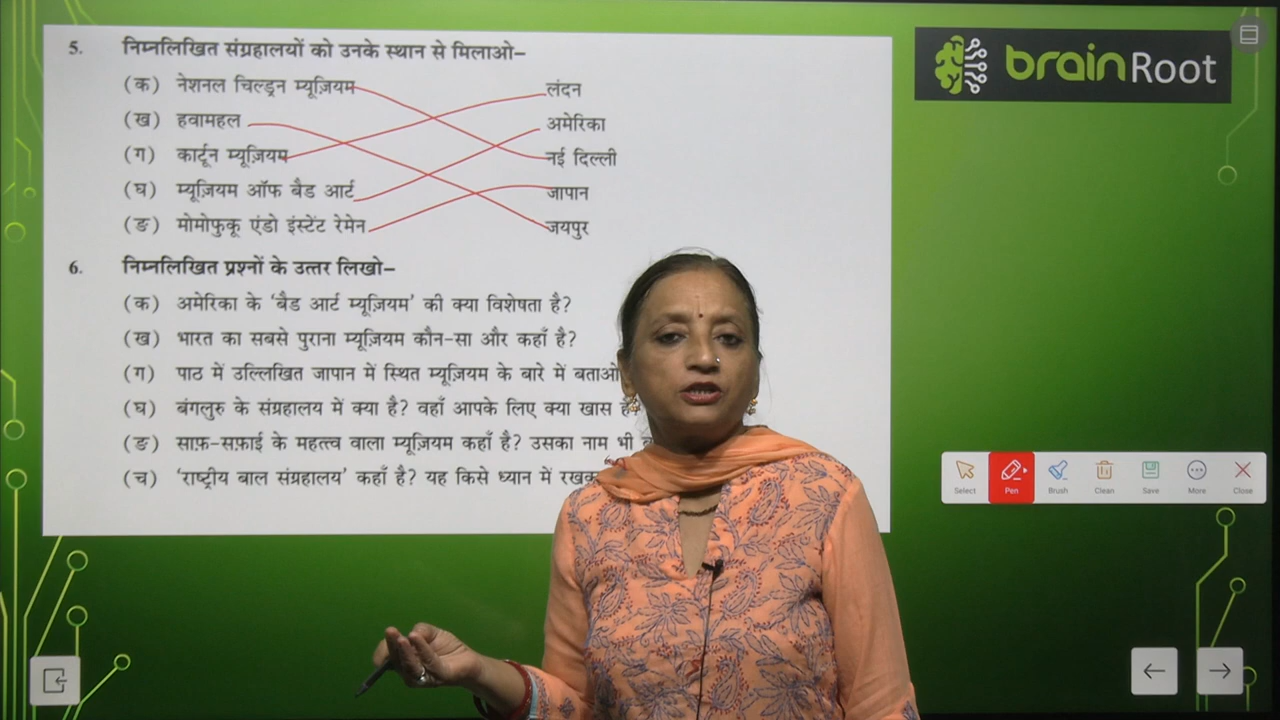 brainRoot
5. निम्नलिखित संग्रहालयों को उनके स्थान से मिलाओ–
(क) नेशनल चिल्ड्रन म्यूज़ियम लंदन
(ख) हवामहल अमेरिका
(ग) कार्टून म्यूज़ियम नई दिल्ली
(घ) म्यूज़ियम ऑफ बैड आर्ट जापान
(ङ) मोमोफुकू एंडो इंस्टेंट रेमेन जयपुर
6. निम्नलिखित प्रश्नों के उत्तर लिखो–
(क) अमेरिका के ‘बैड आर्ट म्यूज़ियम’ की क्या विशेषता है?
(ख) भारत का सबसे पुराना म्यूज़ियम कौन-सा और कहाँ है?
(ग) पाठ में उल्लिखित जापान में स्थित म्यूज़ियम के बारे में बताओ
(घ) बंगलुरु के संग्रहालय में क्या है? वहाँ आपके लिए क्या खास
(ङ) साफ़-सफ़ाई के महत्त्व वाला म्यूज़ियम कहाँ है? उसका नाम भी
(च) ‘राष्ट्रीय बाल संग्रहालय’ कहाँ है? यह किसे ध्यान में
Select Pen Brush Clean Save More Close